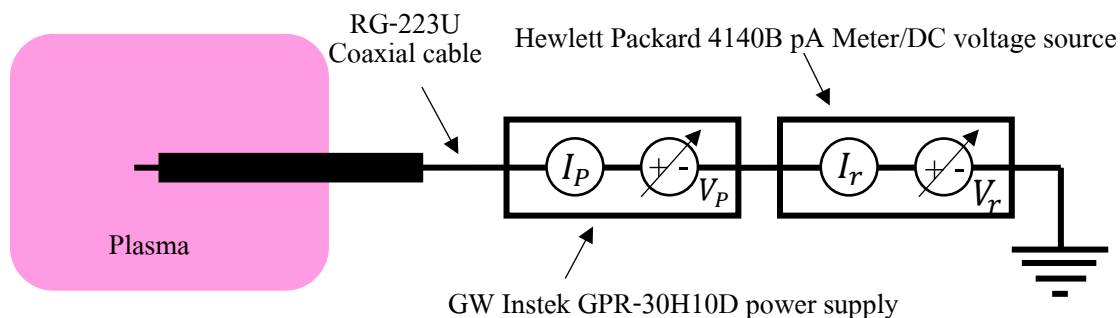 RG-223U
Coaxial cable
Hewlett Packard 4140B pA Meter/DC voltage source
I_P
+ -
V_P
I_r
+ -
V_r
Plasma
GW Instek GPR-30H10D power supply